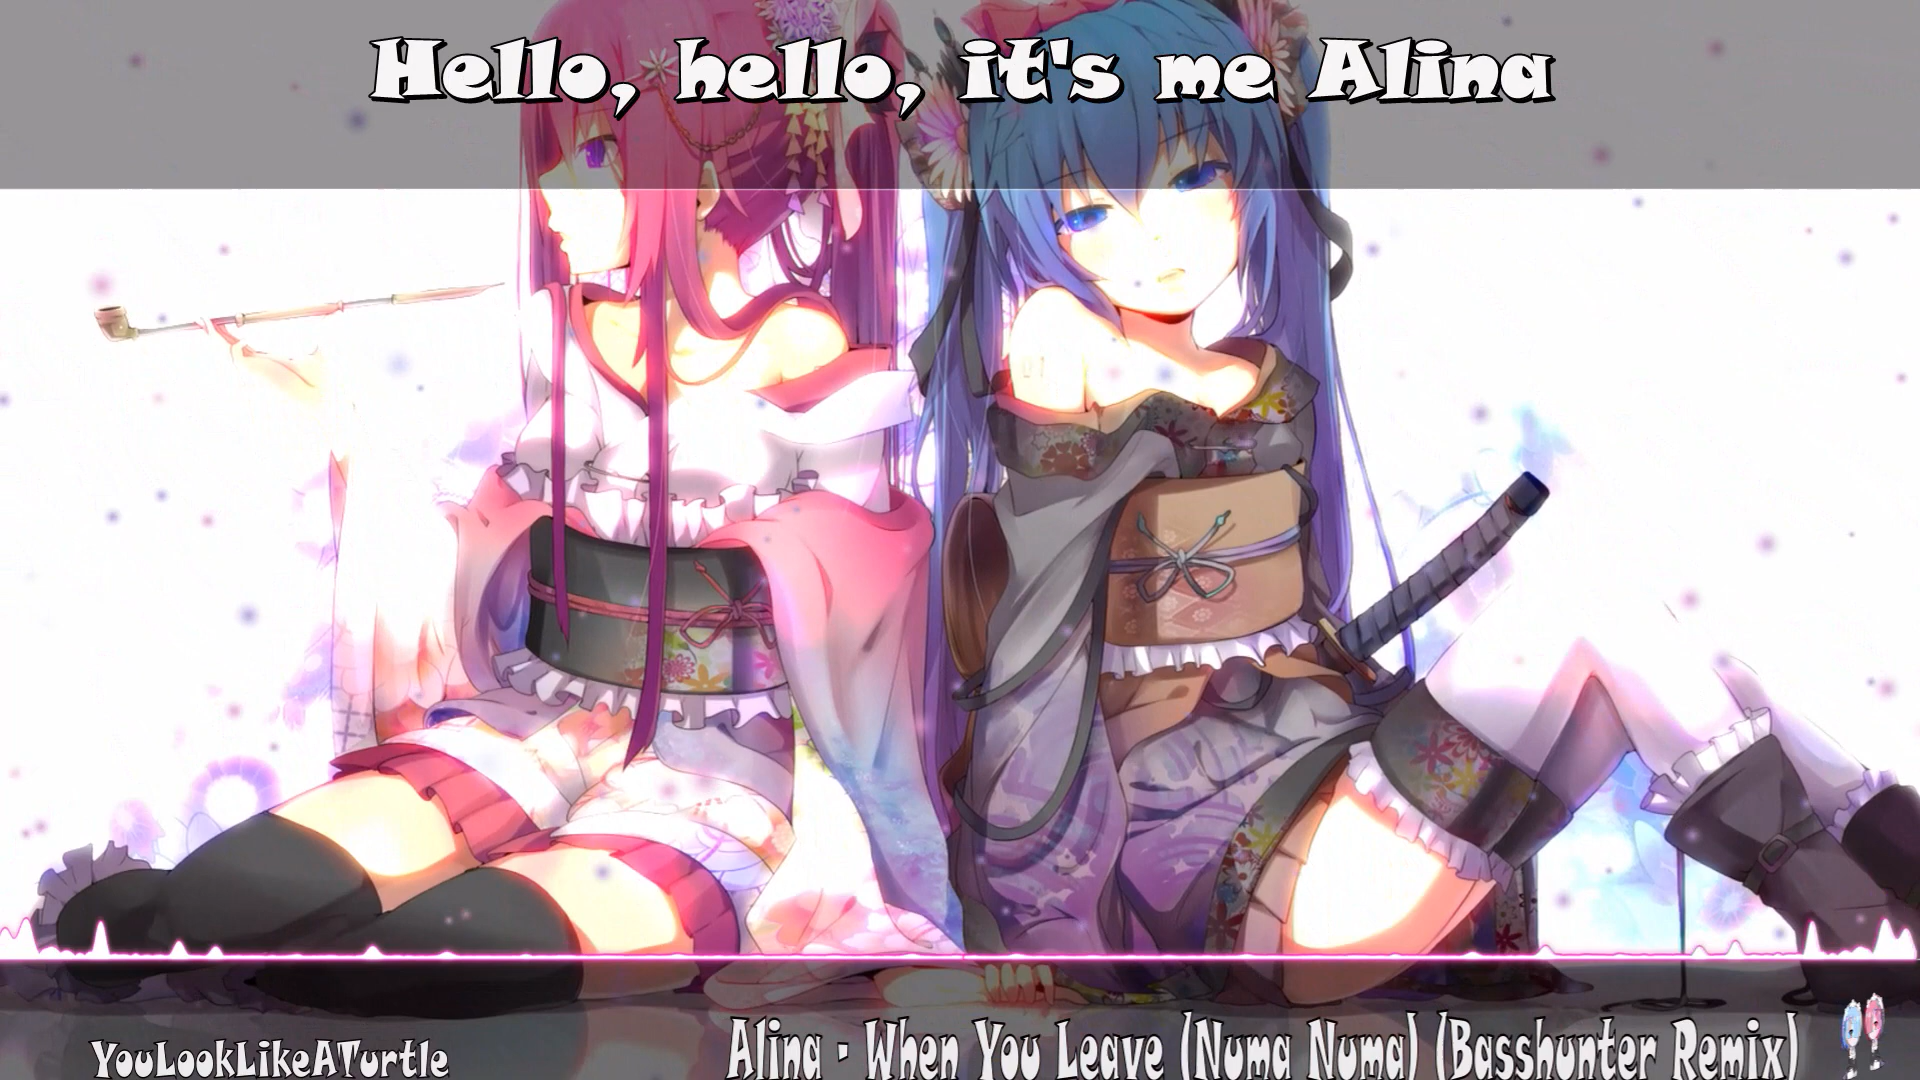 Hello, hello, it's me Alina
YouLookLikeATurtle
Alina - When You Leave (Numa Numa) (Basshunter Remix)